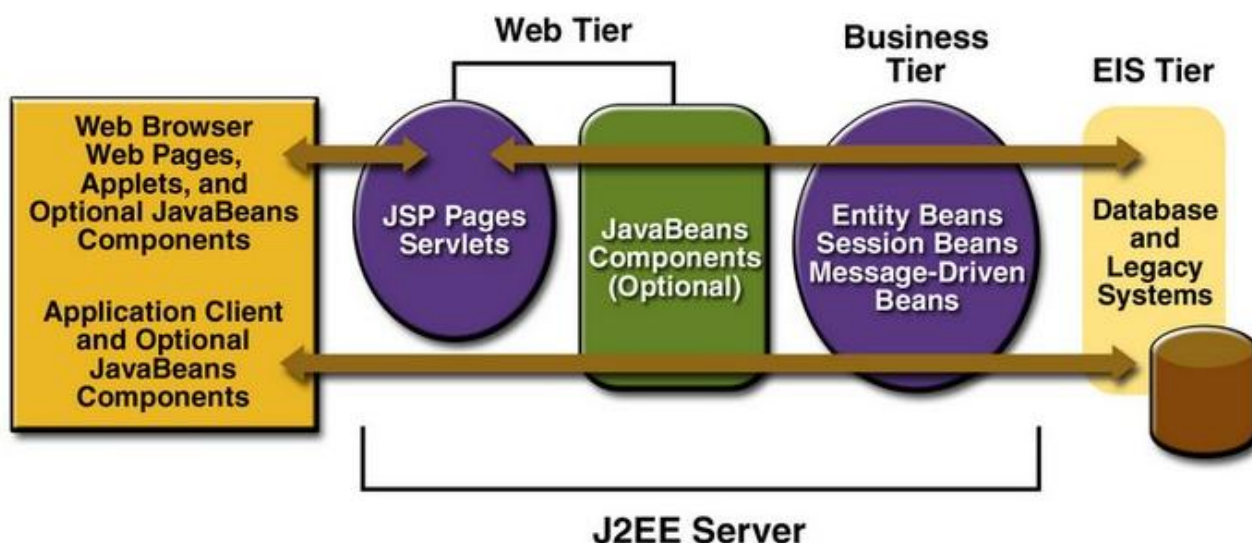 Web Tier
Business
Tier
EIS Tier
Web Browser
Web Pages,
Applets, and
Optional JavaBeans
Components
Application Client
and Optional
JavaBeans
Components
JSP Pages
Servlets
JavaBeans
Components
(Optional)
Entity Beans
Session Beans
Message-Driven
Beans
Database
and
Legacy
Systems
J2EE Server